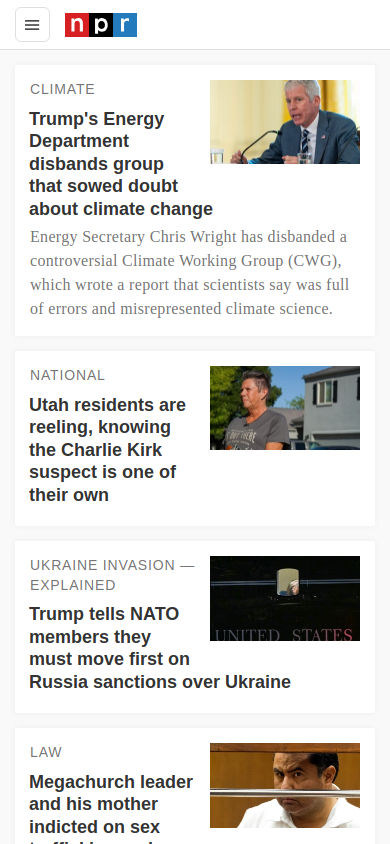 npr
CLIMATE
Trump's Energy
Department
disbands group
that sowed doubt
about climate change
Energy Secretary Chris Wright has disbanded a
controversial Climate Working Group (CWG),
which wrote a report that scientists say was full
of errors and misrepresented climate science.
NATIONAL
Utah residents are
reeling, knowing
the Charlie Kirk
suspect is one of
their own
UKRAINE INVASION —
EXPLAINED
Trump tells NATO
members they
must move first on
Russia sanctions over Ukraine
UNITED STATES
LAW
Megachurch leader
and his mother
indicted on sex